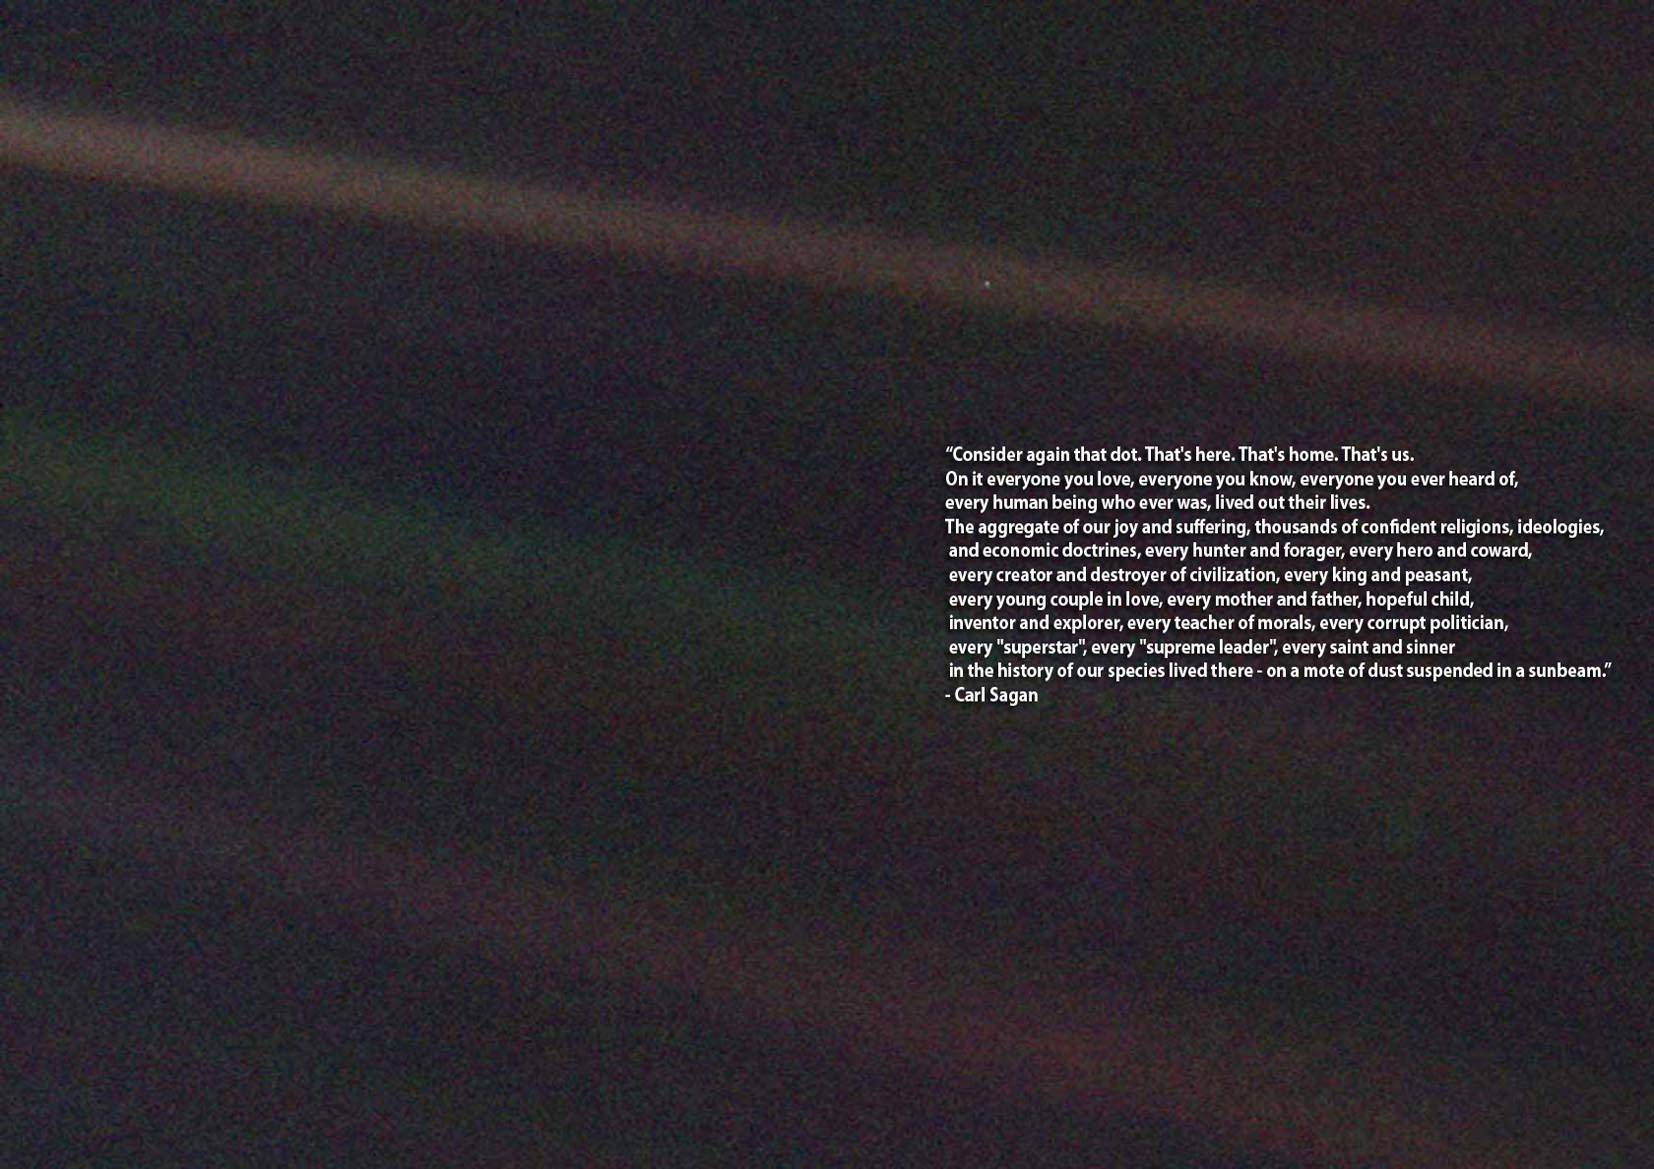 “Consider again that dot. That's here. That's home. That's us.
On it everyone you love, everyone you know, everyone you ever heard of,
every human being who ever was, lived out their lives.
The aggregate of our joy and suffering, thousands of confident religions, ideologies,
and economic doctrines, every hunter and forager, every hero and coward,
every creator and destroyer of civilization, every king and peasant,
every young couple in love, every mother and father, hopeful child,
inventor and explorer, every teacher of morals, every corrupt politician,
every "superstar", every "supreme leader", every saint and sinner
in the history of our species lived there - on a mote of dust suspended in a sunbeam.”
- Carl Sagan